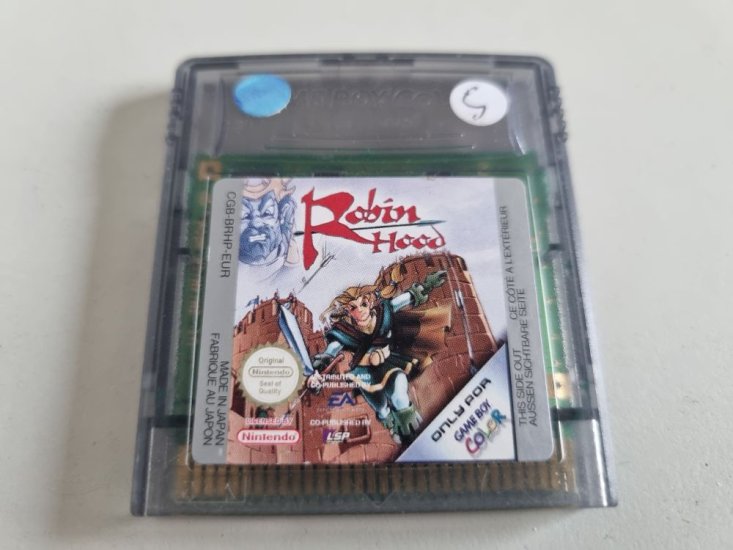 CGB-BRHP-EUR
Robin
Hood
Original
Nintendo
Seal of
Quality
MADE IN JAPAN
FABRIQUÉ AU JAPON
LICENSED BY
Nintendo
DISTRIBUTED AND
CO-PUBLISHED BY
EA
CO-PUBLISHED BY
LSP
ONLY FOR
GAME BOY
COLOR
THIS SIDE OUT
CE CÔTÉ À L'EXTÉRIEUR
AUSSEN SICHTBARE SEITE